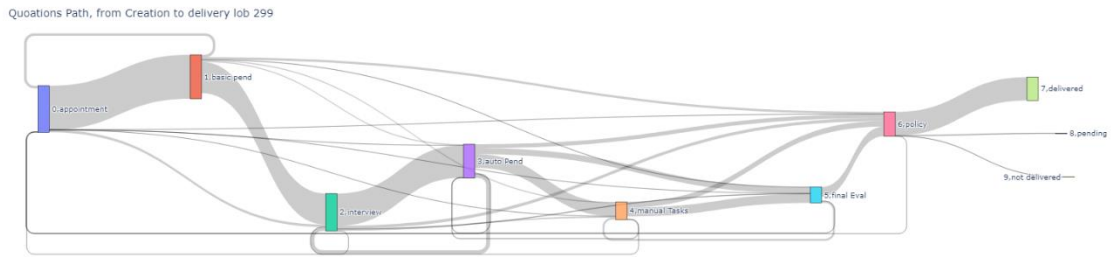 Quoations Path, from Creation to delivery lob 299
0.appointment
1.basic pend
2.interview
3.auto Pend
4.manual Tasks
5.final Eval
6.policy
7.delivered
8.pending
9.not delivered